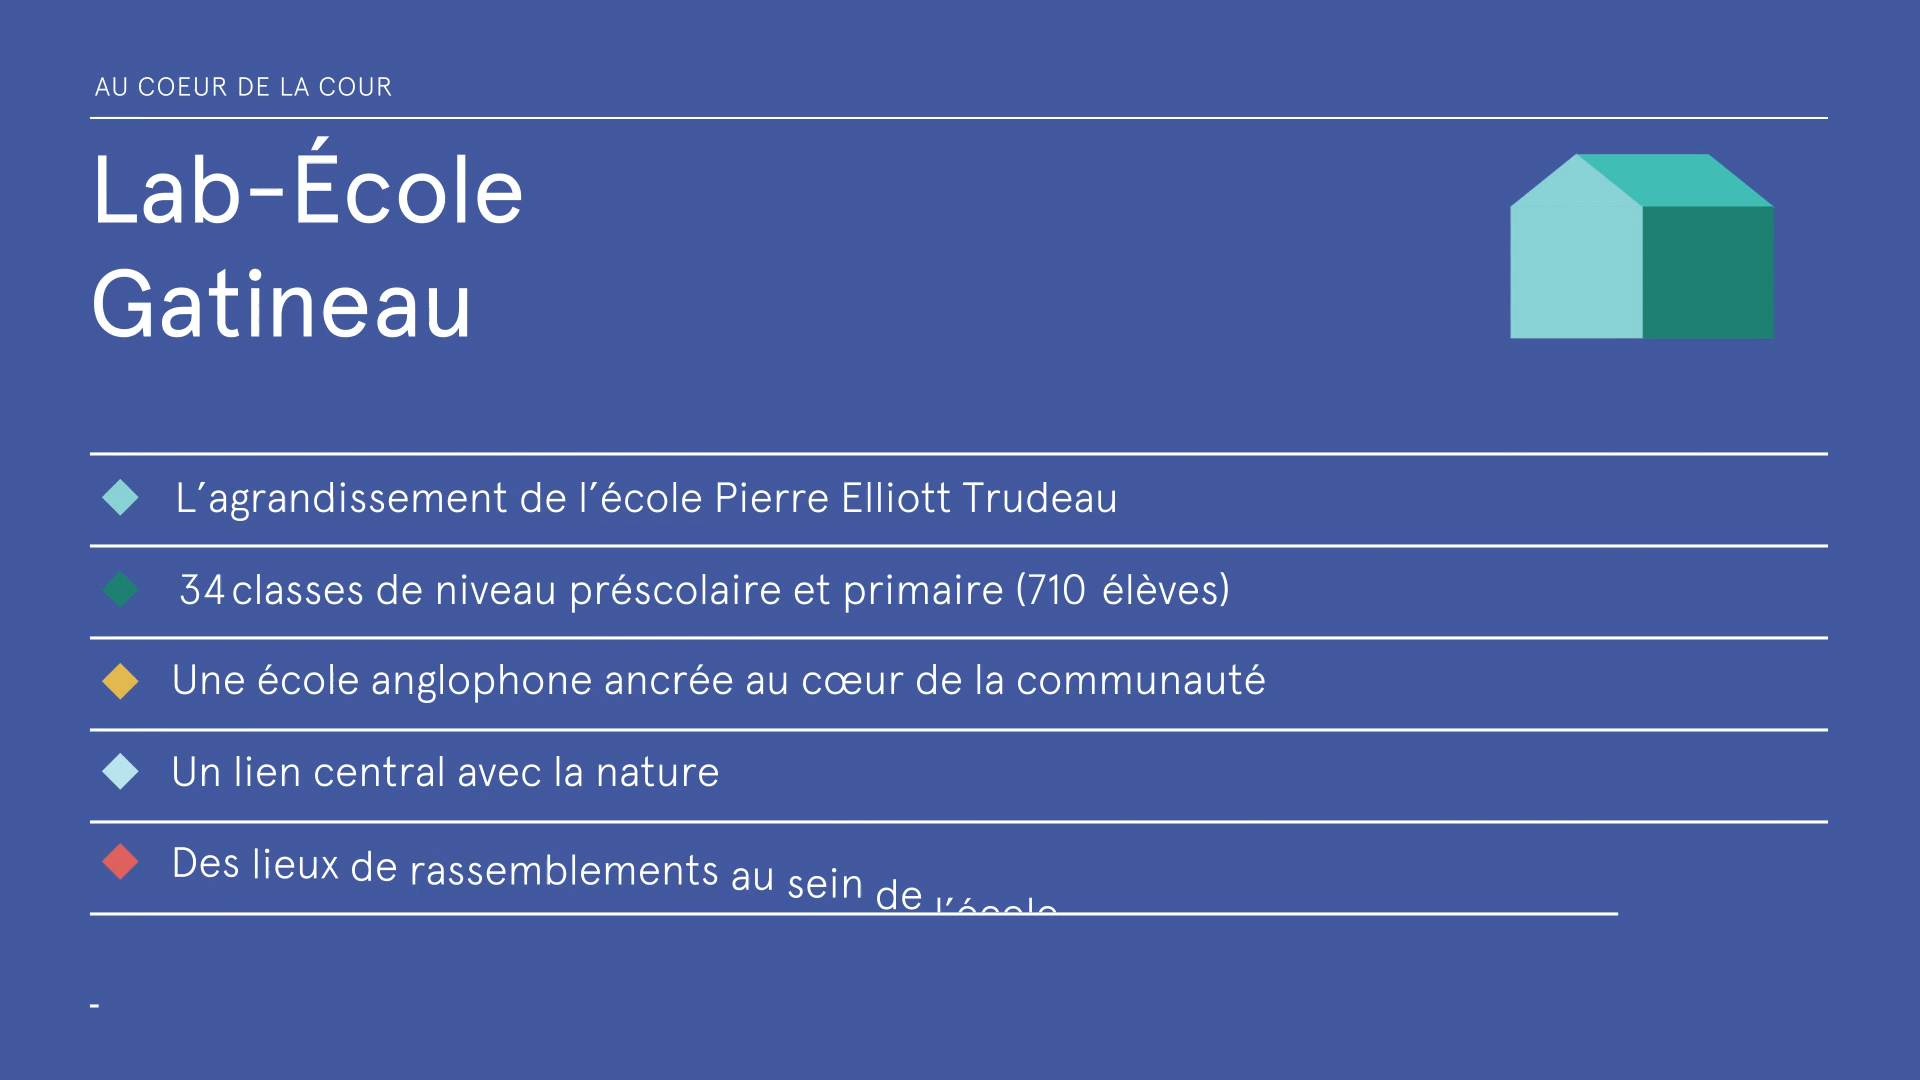 AU COEUR DE LA COUR
Lab-École
Gatineau
L’agrandissement de l’école Pierre Elliott Trudeau
34 classes de niveau préscolaire et primaire (710 élèves)
Une école anglophone ancrée au cœur de la communauté
Un lien central avec la nature
Des lieux de rassemblements au sein de l’école